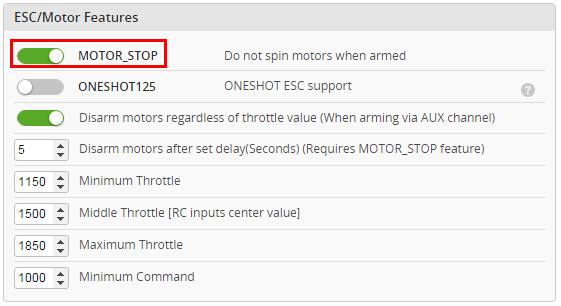 ESC/Motor Features
MOTOR_STOP Do not spin motors when armed
ONESHOT125 ONESHOT ESC support ?
Disarm motors regardless of throttle value (When arming via AUX channel)
5 Disarm motors after set delay(Seconds) (Requires MOTOR_STOP feature)
1150 Minimum Throttle
1500 Middle Throttle [RC inputs center value]
1850 Maximum Throttle
1000 Minimum Command